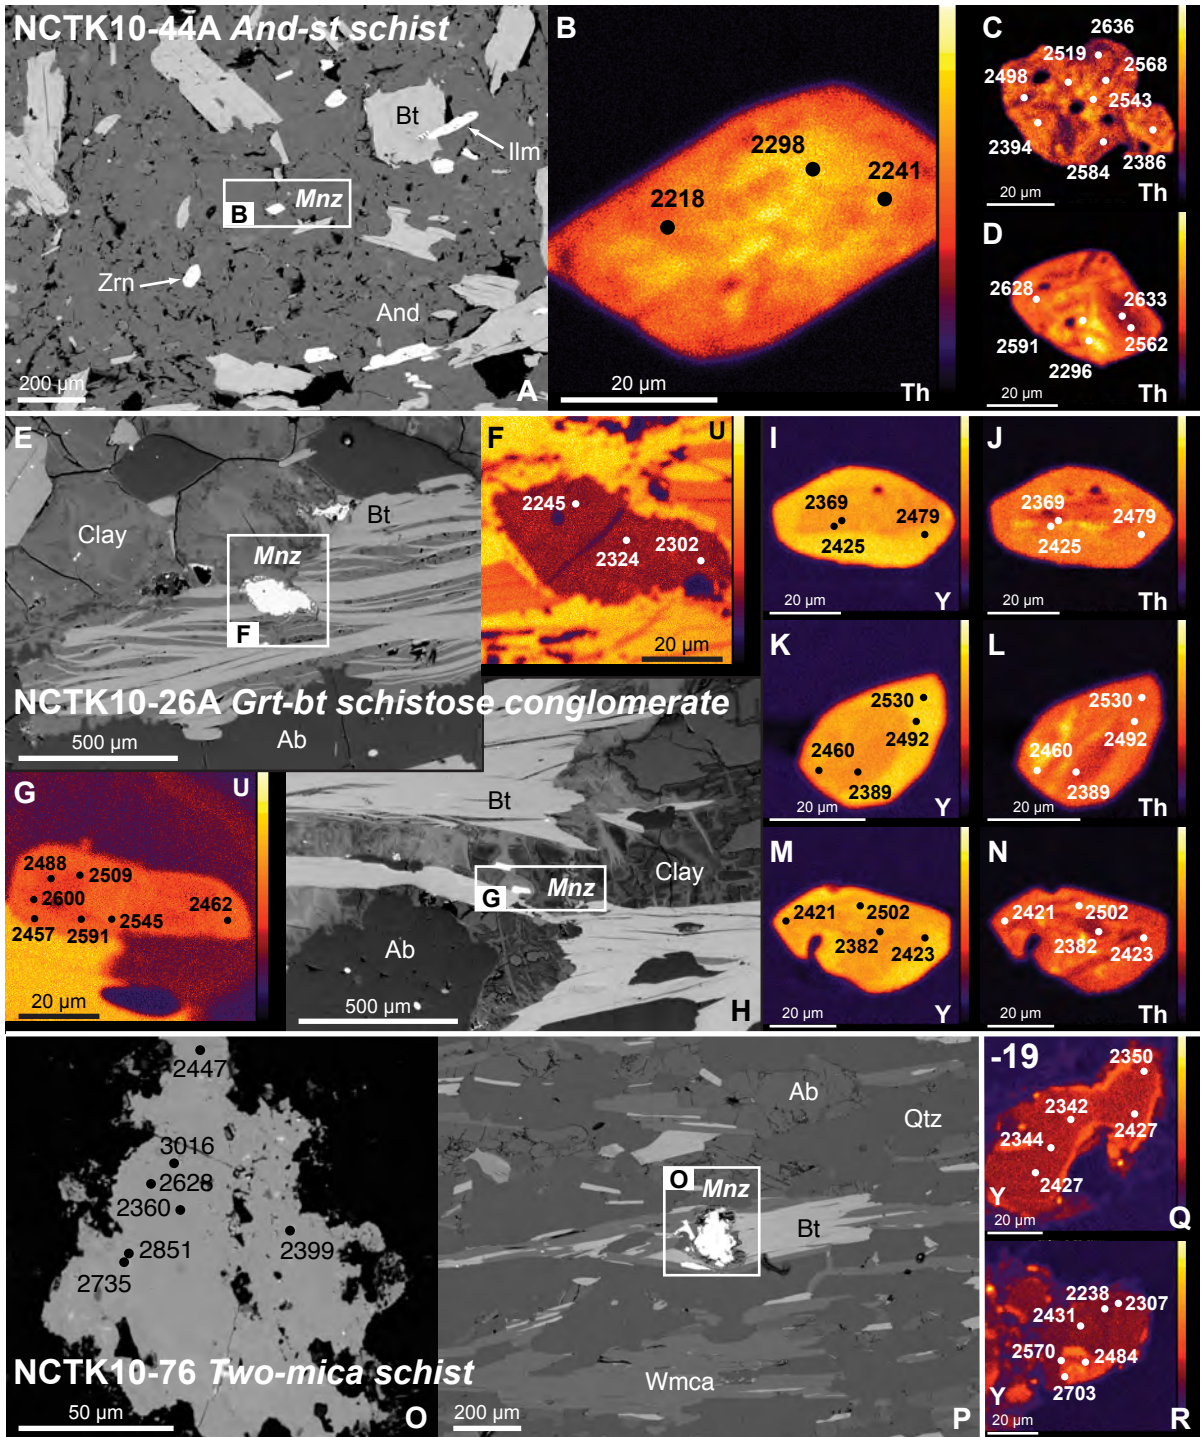 NCTK10-44A And-st schist
Bt
Ilm
Mnz
B
Zrn
And
200 µm
A
B
2298
2241
2218
20 µm
Th
C
2636
2519
2568
2498
2543
2394
2584
2386
20 µm
Th
D
2628
2633
2591
2562
2296
20 µm
Th
E
Clay
Bt
Mnz
F
NCTK10-26A Grt-bt schistose conglomerate
500 µm
Ab
F
U
2245
2324
2302
20 µm
G
U
2488
2509
2600
2462
2457
2591
2545
20 µm
Bt
Clay
G
Mnz
Ab
500 µm
H
I
2369
2479
2425
20 µm
Y
J
2369
2479
2425
20 µm
Th
K
2530
2492
2460
2389
20 µm
Y
L
2530
2492
2460
2389
20 µm
Th
M
2421
2502
2382
2423
20 µm
Y
N
2421
2502
2382
2423
20 µm
Th
2447
3016
2628
2360
2851
2735
2399
NCTK10-76 Two-mica schist
50 µm
O
Ab
Qtz
O
Mnz
Bt
Wmca
200 µm
P
-19
2350
2342
2344
2427
2427
Y
20 µm
Q
2238
2307
2431
2570
2484
2703
Y
20 µm
R